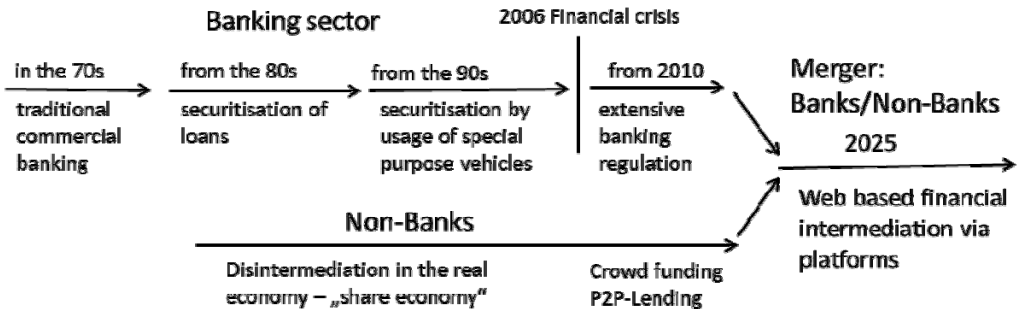 Banking sector
2006 Financial crisis
in the 70s
traditional
commercial
banking
from the 80s
securitisation of
loans
from the 90s
securitisation by
usage of special
purpose vehicles
from 2010
extensive
banking
regulation
Merger:
Banks/Non-Banks
2025
Web based financial
intermediation via
platforms
Non-Banks
Disintermediation in the real
economy – „share economy“
Crowd funding
P2P-Lending